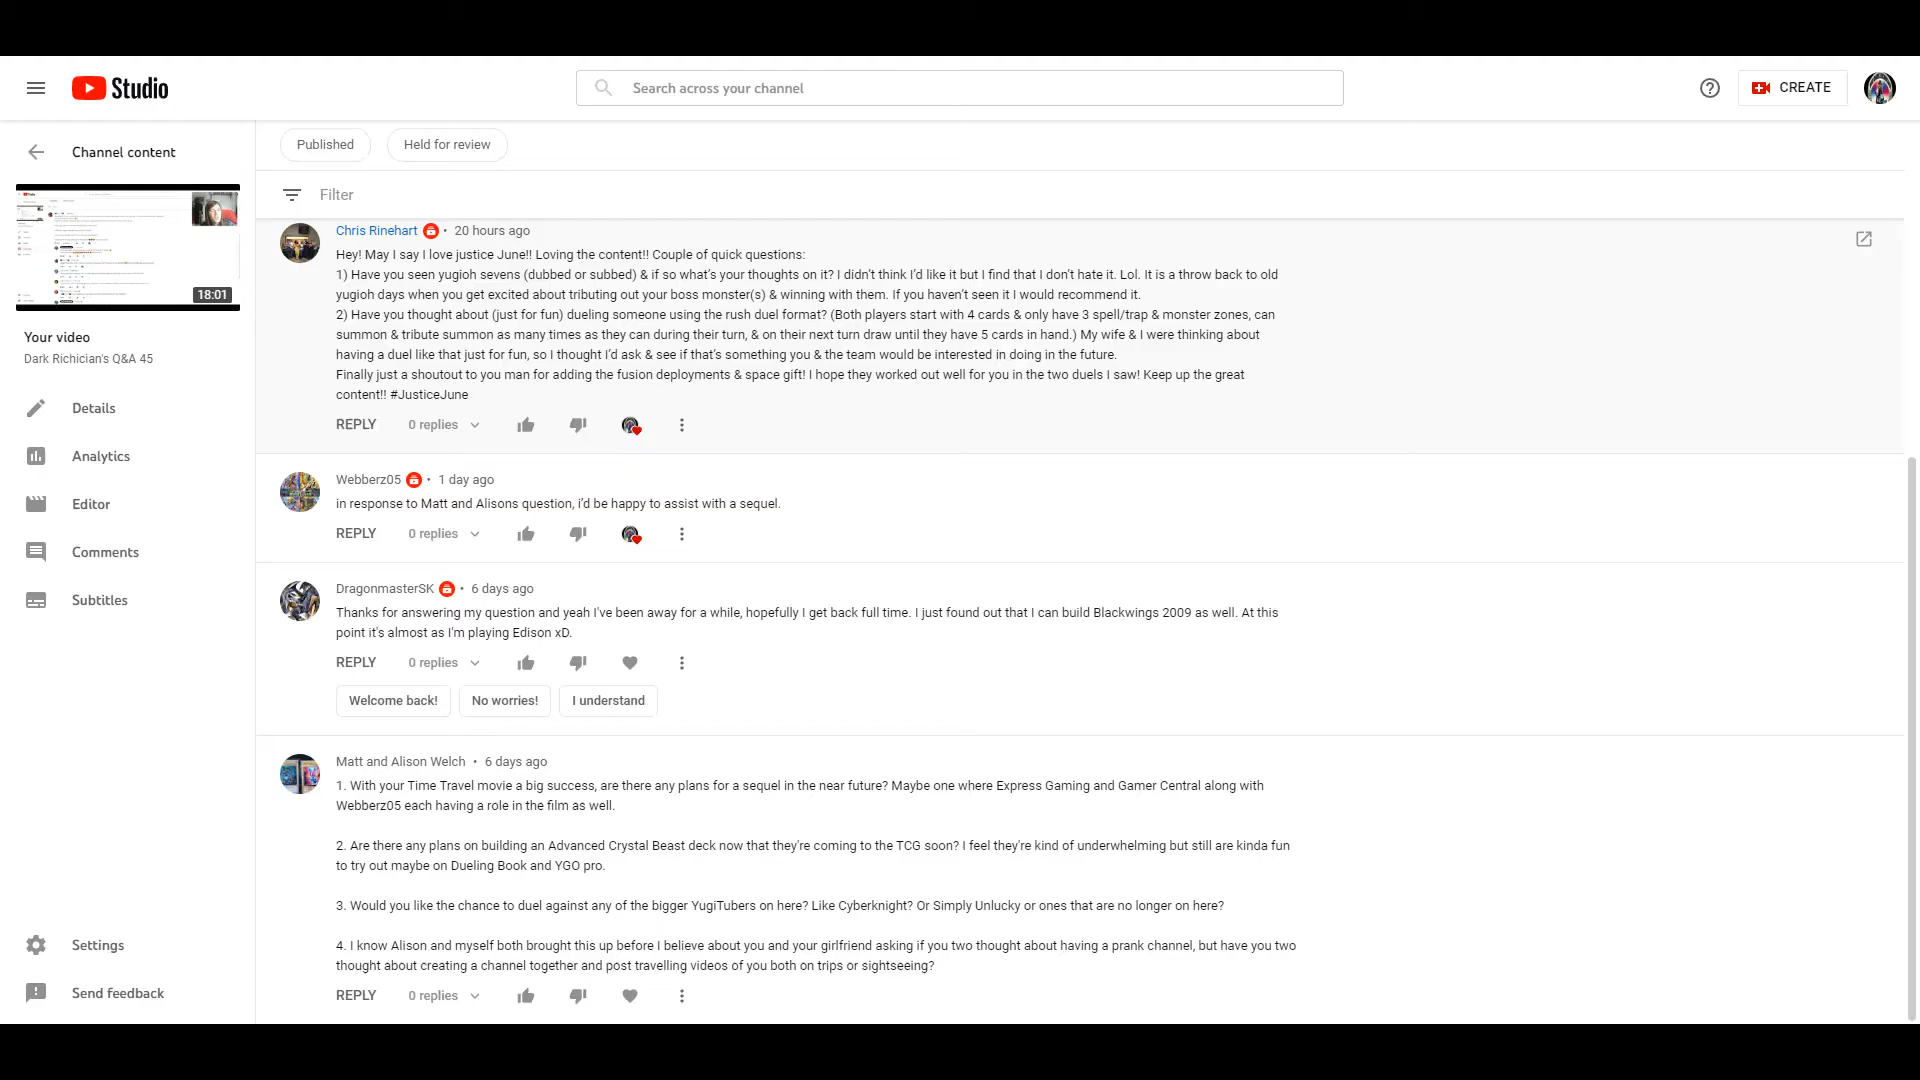 Studio
Search across your channel
CREATE
Channel content
18:01
Your video
Dark Richician's Q&A 45
Details
Analytics
Editor
Comments
Subtitles
Settings
Send feedback
Published
Held for review
Filter
Chris Rinehart • 20 hours ago
Hey! May I say I love justice June!! Loving the content!! Couple of quick questions:
1) Have you seen yugioh sevens (dubbed or subbed) & if so what’s your thoughts on it? I didn’t think I’d like it but I find that I don’t hate it. Lol. It is a throw back to old
yugioh days when you get excited about tributing out your boss monster(s) & winning with them. If you haven’t seen it I would recommend it.
2) Have you thought about (just for fun) dueling someone using the rush duel format? (Both players start with 4 cards & only have 3 spell/trap & monster zones, can
summon & tribute summon as many times as they can during their turn, & on their next turn draw until they have 5 cards in hand.) My wife & I were thinking about
having a duel like that just for fun, so I thought I’d ask & see if that’s something you & the team would be interested in doing in the future.
Finally just a shoutout to you man for adding the fusion deployments & space gift! I hope they worked out well for you in the two duels I saw! Keep up the great
content!! #JusticeJune
REPLY 0 replies
Webberz05 • 1 day ago
in response to Matt and Alisons question, i’d be happy to assist with a sequel.
REPLY 0 replies
DragonmasterSK • 6 days ago
Thanks for answering my question and yeah I've been away for a while, hopefully I get back full time. I just found out that I can build Blackwings 2009 as well. At this
point it's almost as I'm playing Edison xD.
REPLY 0 replies
Welcome back! No worries! I understand
Matt and Alison Welch • 6 days ago
1. With your Time Travel movie a big success, are there any plans for a sequel in the near future? Maybe one where Express Gaming and Gamer Central along with
Webberz05 each having a role in the film as well.
2. Are there any plans on building an Advanced Crystal Beast deck now that they're coming to the TCG soon? I feel they're kind of underwhelming but still are kinda fun
to try out maybe on Dueling Book and YGO pro.
3. Would you like the chance to duel against any of the bigger YugiTubers on here? Like Cyberknight? Or Simply Unlucky or ones that are no longer on here?
4. I know Alison and myself both brought this up before I believe about you and your girlfriend asking if you two thought about having a prank channel, but have you two
thought about creating a channel together and post travelling videos of you both on trips or sightseeing?
REPLY 0 replies